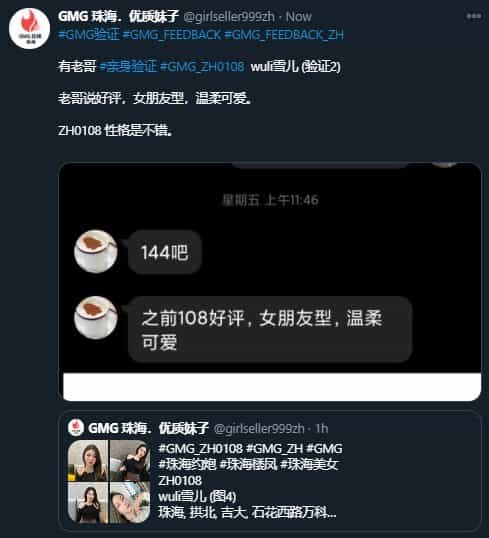 GMG 珠海．优质妹子 @girlseller999zh · Now
#GMG验证 #GMG_FEEDBACK #GMG_FEEDBACK_ZH
有老哥 #亲身验证 #GMG_ZH0108 wuli雪儿 (验证2)
老哥说好评，女朋友型，温柔可爱。
ZH0108 性格是不错。
星期五 上午11:46
144吧
之前108好评，女朋友型，温柔
可爱
GMG 珠海．优质妹子 @girlseller999zh · 1h
#GMG_ZH0108 #GMG_ZH #GMG
#珠海约炮 #珠海楼凤 #珠海美女
ZH0108
wuli雪儿 (图4)
珠海, 拱北, 吉大, 石花西路万科...